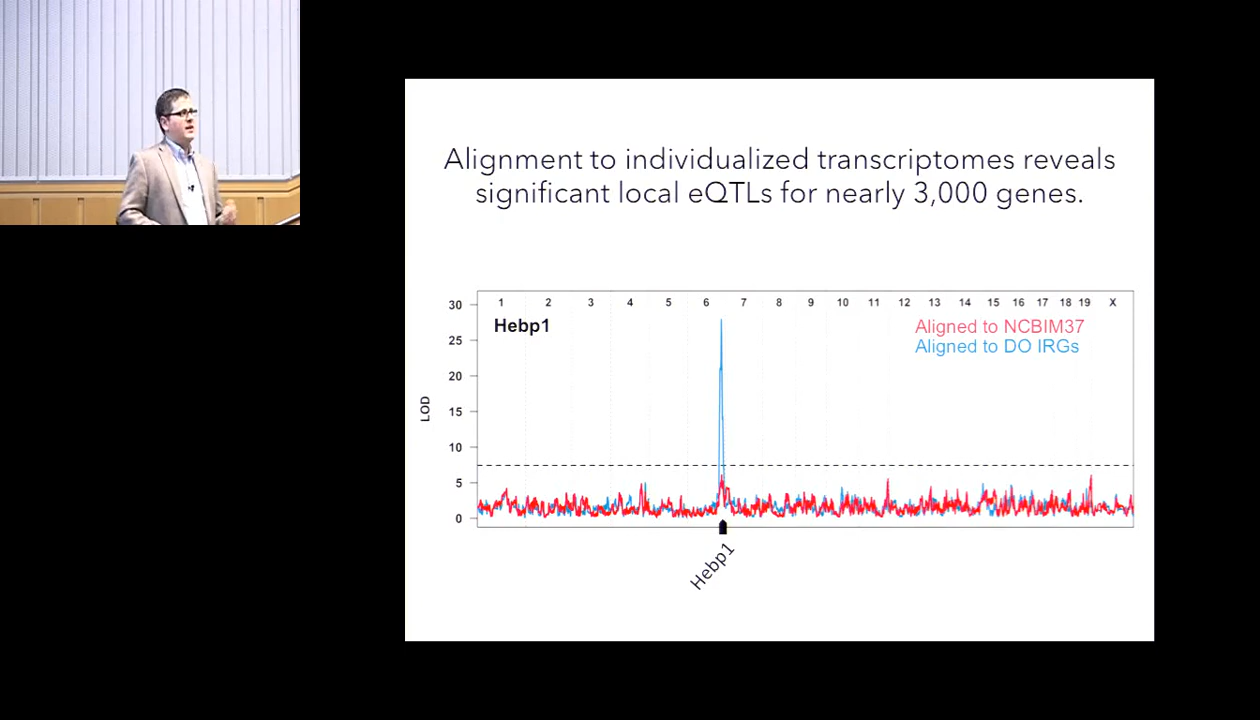 Alignment to individualized transcriptomes reveals
significant local eQTLs for nearly 3,000 genes.
1 2 3 4 5 6 7 8 9 10 11 12 13 14 15 16 17 18 19 X
Hebp1
Aligned to NCBIM37
Aligned to DO IRGs
LOD
30
25
20
15
10
5
0
Hebp1